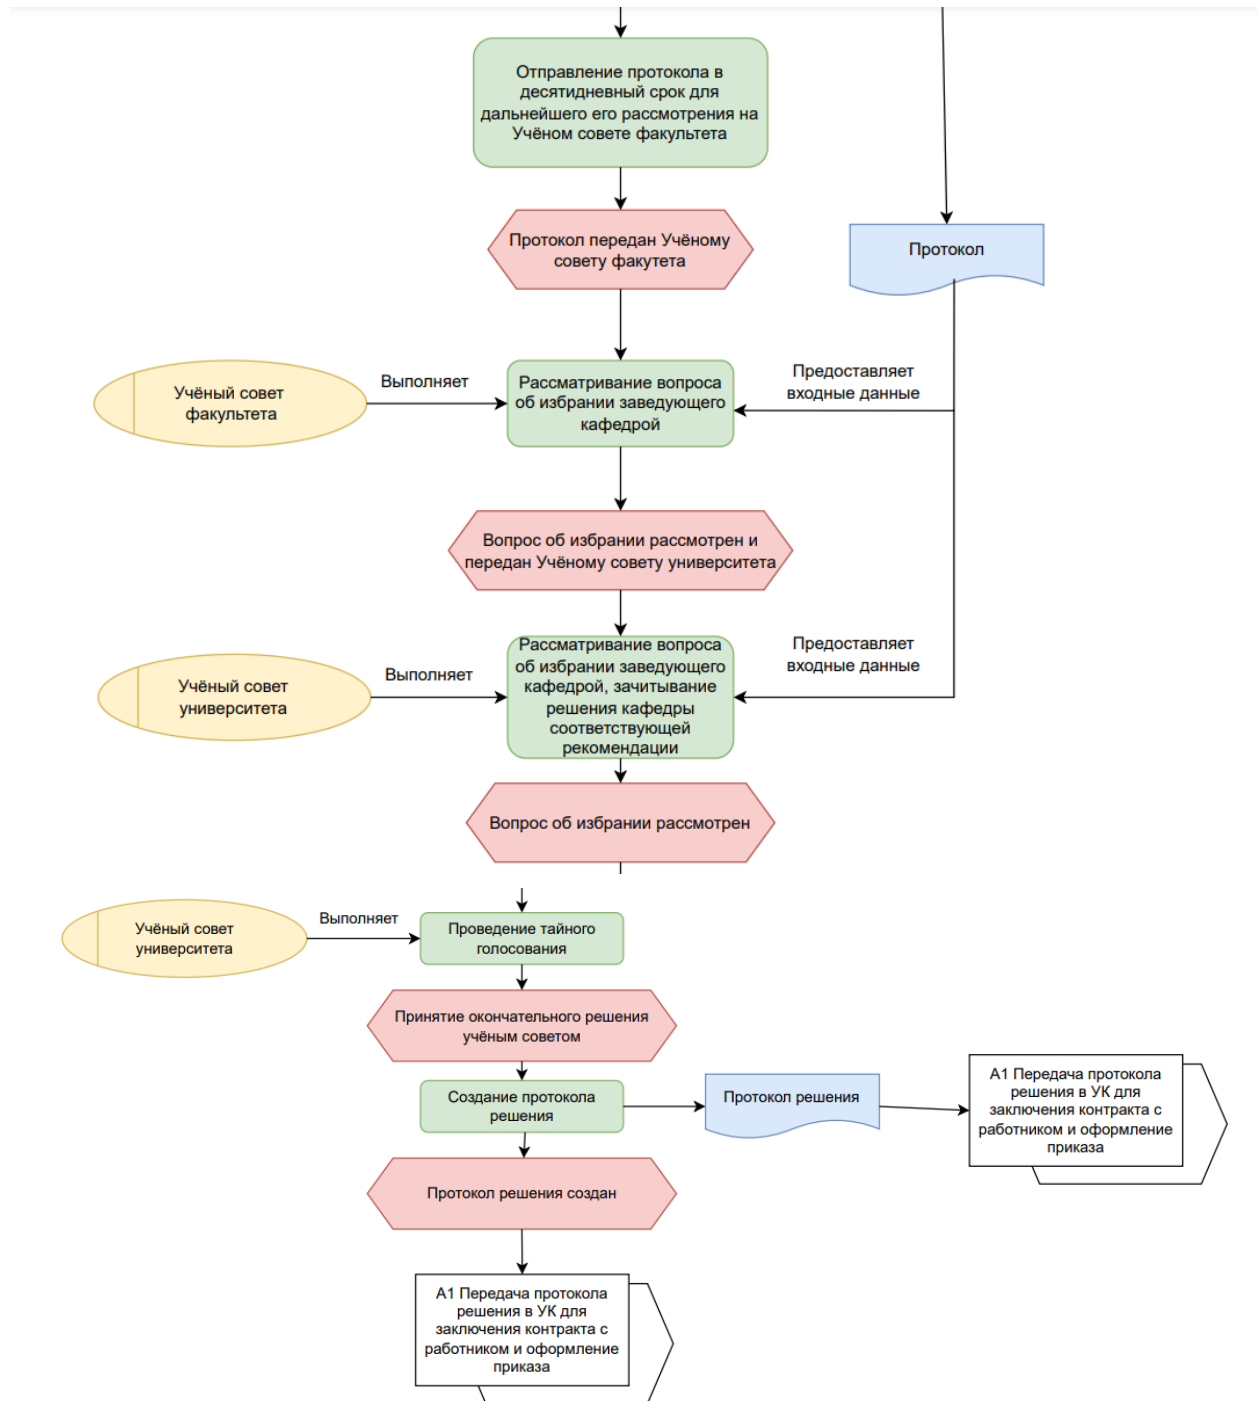 Отправление протокола в
десятидневный срок для
дальнейшего его рассмотрения на
Учёном совете факультета
Протокол передан Учёному
совету факутета
Протокол
Учёный совет
факультета
Выполняет
Рассматривание вопроса
об избрании заведующего
кафедрой
Предоставляет
входные данные
Вопрос об избрании рассмотрен и
передан Учёному совету университета
Учёный совет
университета
Выполняет
Рассматривание вопроса
об избрании заведующего
кафедрой, зачитывание
решения кафедры
соответствующей
рекомендации
Предоставляет
входные данные
Вопрос об избрании рассмотрен
Учёный совет
университета
Выполняет
Проведение тайного
голосования
Принятие окончательного решения
учёным советом
Создание протокола
решения
Протокол решения
А1 Передача протокола
решения в УК для
заключения контракта с
работником и оформление
приказа
Протокол решения создан
А1 Передача протокола
решения в УК для
заключения контракта с
работником и оформление
приказа